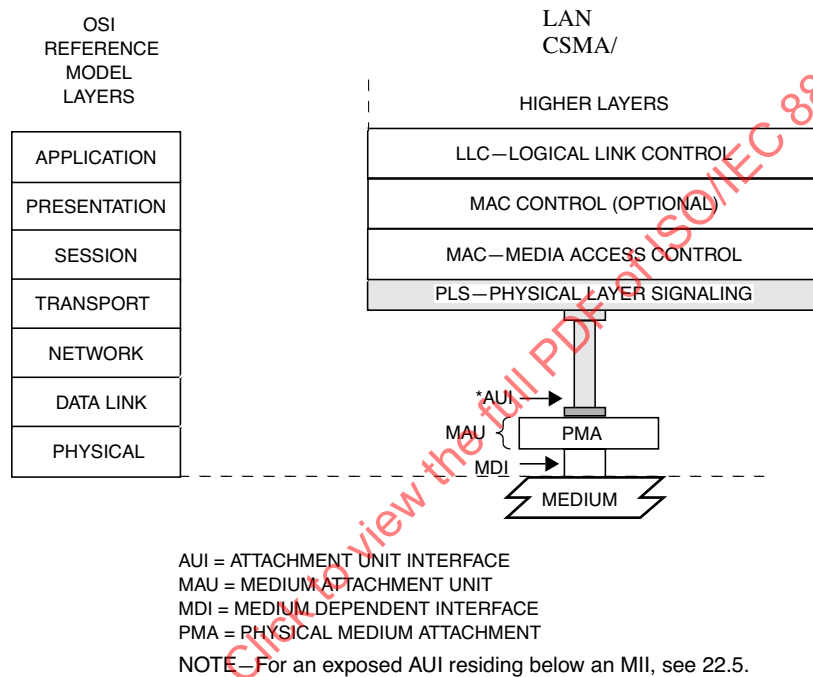 OSI
REFERENCE
MODEL
LAYERS
APPLICATION
PRESENTATION
SESSION
TRANSPORT
NETWORK
DATA LINK
PHYSICAL
LAN
CSMA/
HIGHER LAYERS
LLC—LOGICAL LINK CONTROL
MAC CONTROL (OPTIONAL)
MAC—MEDIA ACCESS CONTROL
PLS—PHYSICAL LAYER SIGNALING
*AUI
MAU
PMA
MDI
MEDIUM
AUI = ATTACHMENT UNIT INTERFACE
MAU = MEDIUM ATTACHMENT UNIT
MDI = MEDIUM DEPENDENT INTERFACE
PMA = PHYSICAL MEDIUM ATTACHMENT
NOTE—For an exposed AUI residing below an MII, see 22.5.
Click to view the full PDF of ISO/IEC 88